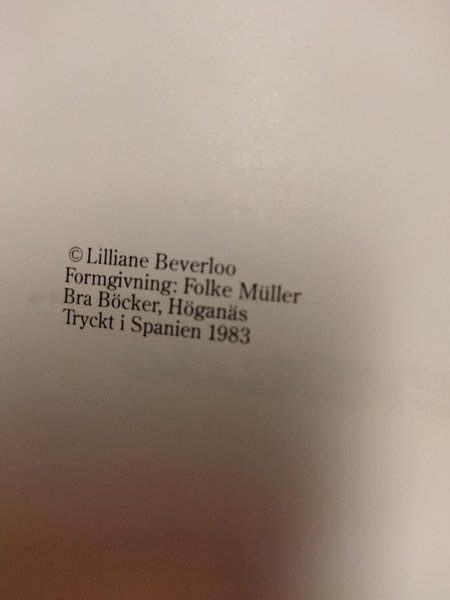 © Lilliane Beverloo
Formgivning: Folke Müller
Bra Böcker, Höganäs
Tryckt i Spanien 1983